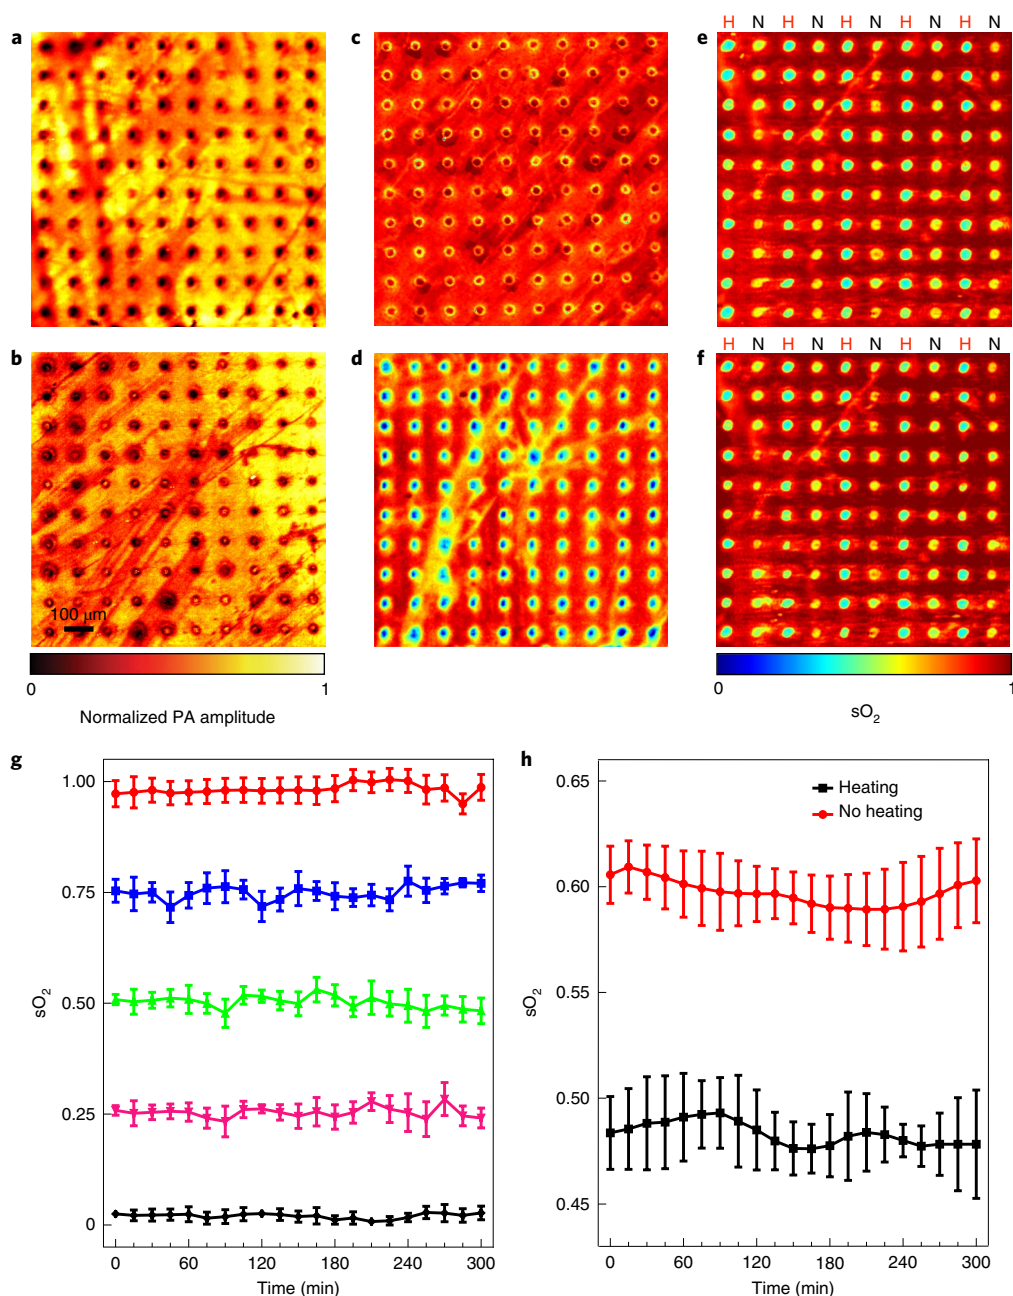 a
c
H N H N H N H N H N
e
b
100 μm
d
H N H N H N H N H N
f
0 1
Normalized PA amplitude
0 1
sO2
g
1.00
0.75
0.50
0.25
0
sO2
0 60 120 180 240 300
Time (min)
h
Heating
No heating
0.65
0.60
0.55
0.50
0.45
sO2
0 60 120 180 240 300
Time (min)